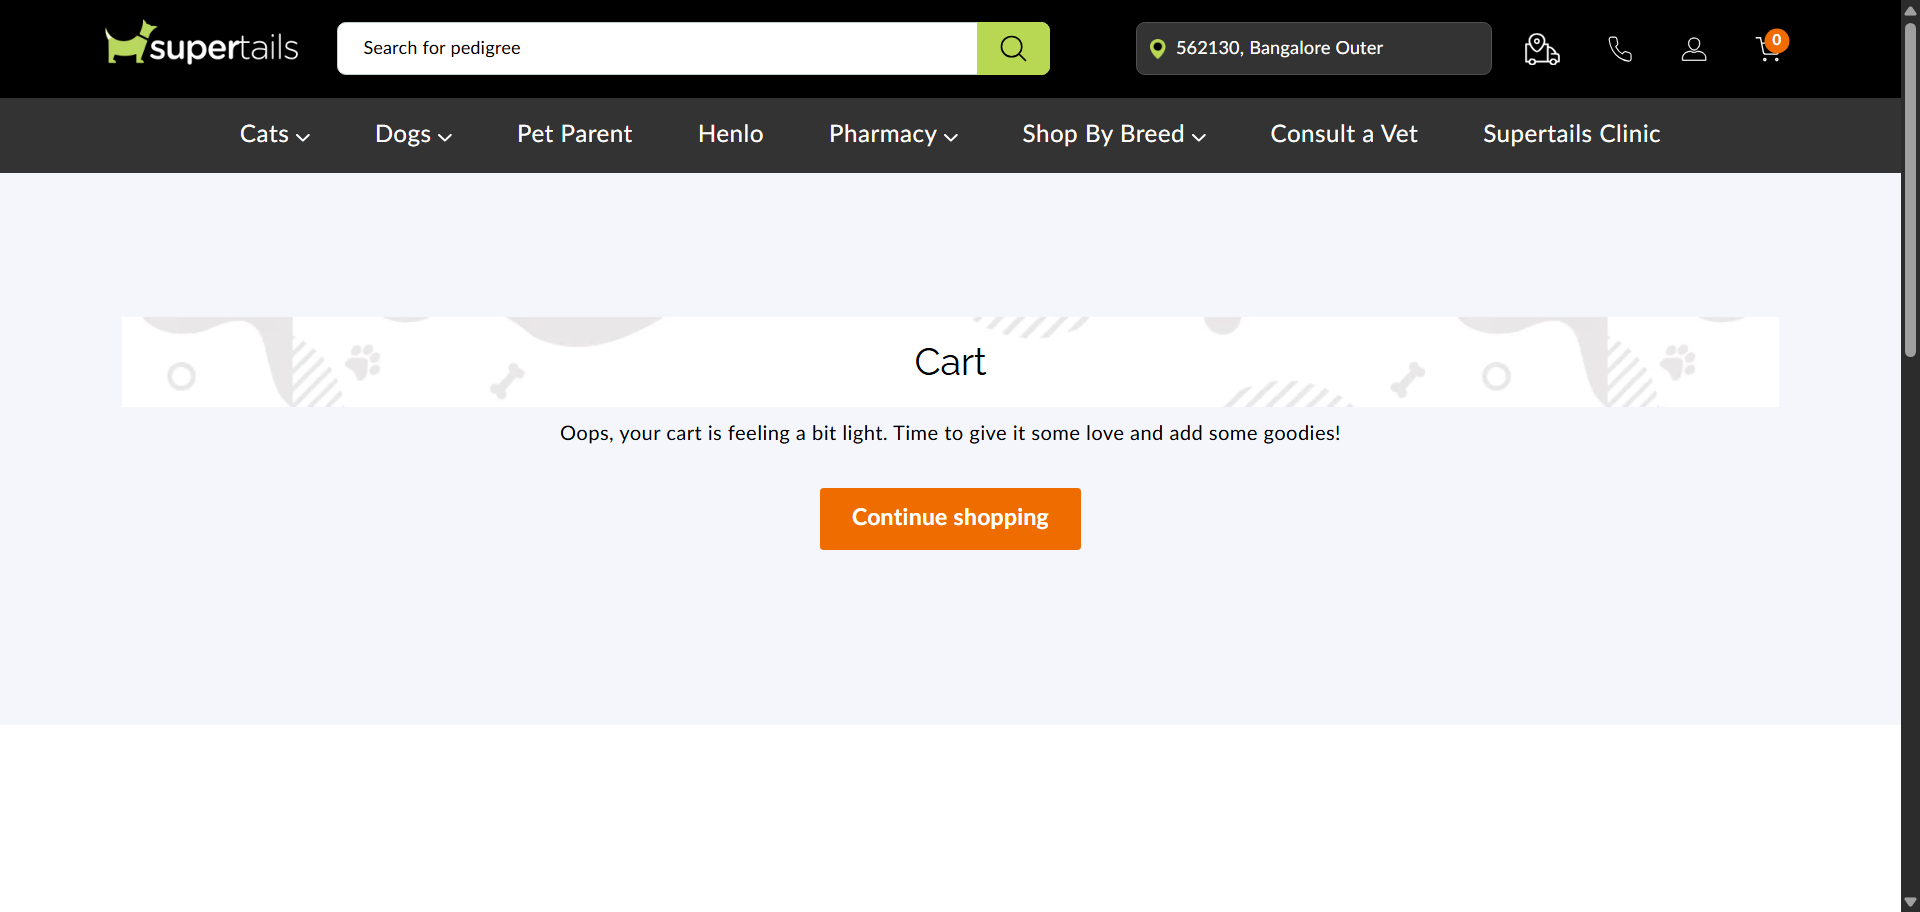 supertails
Search for pedigree
562130, Bangalore Outer
0
Cats
Dogs
Pet Parent
Henlo
Pharmacy
Shop By Breed
Consult a Vet
Supertails Clinic
Cart
Oops, your cart is feeling a bit light. Time to give it some love and add some goodies!
Continue shopping